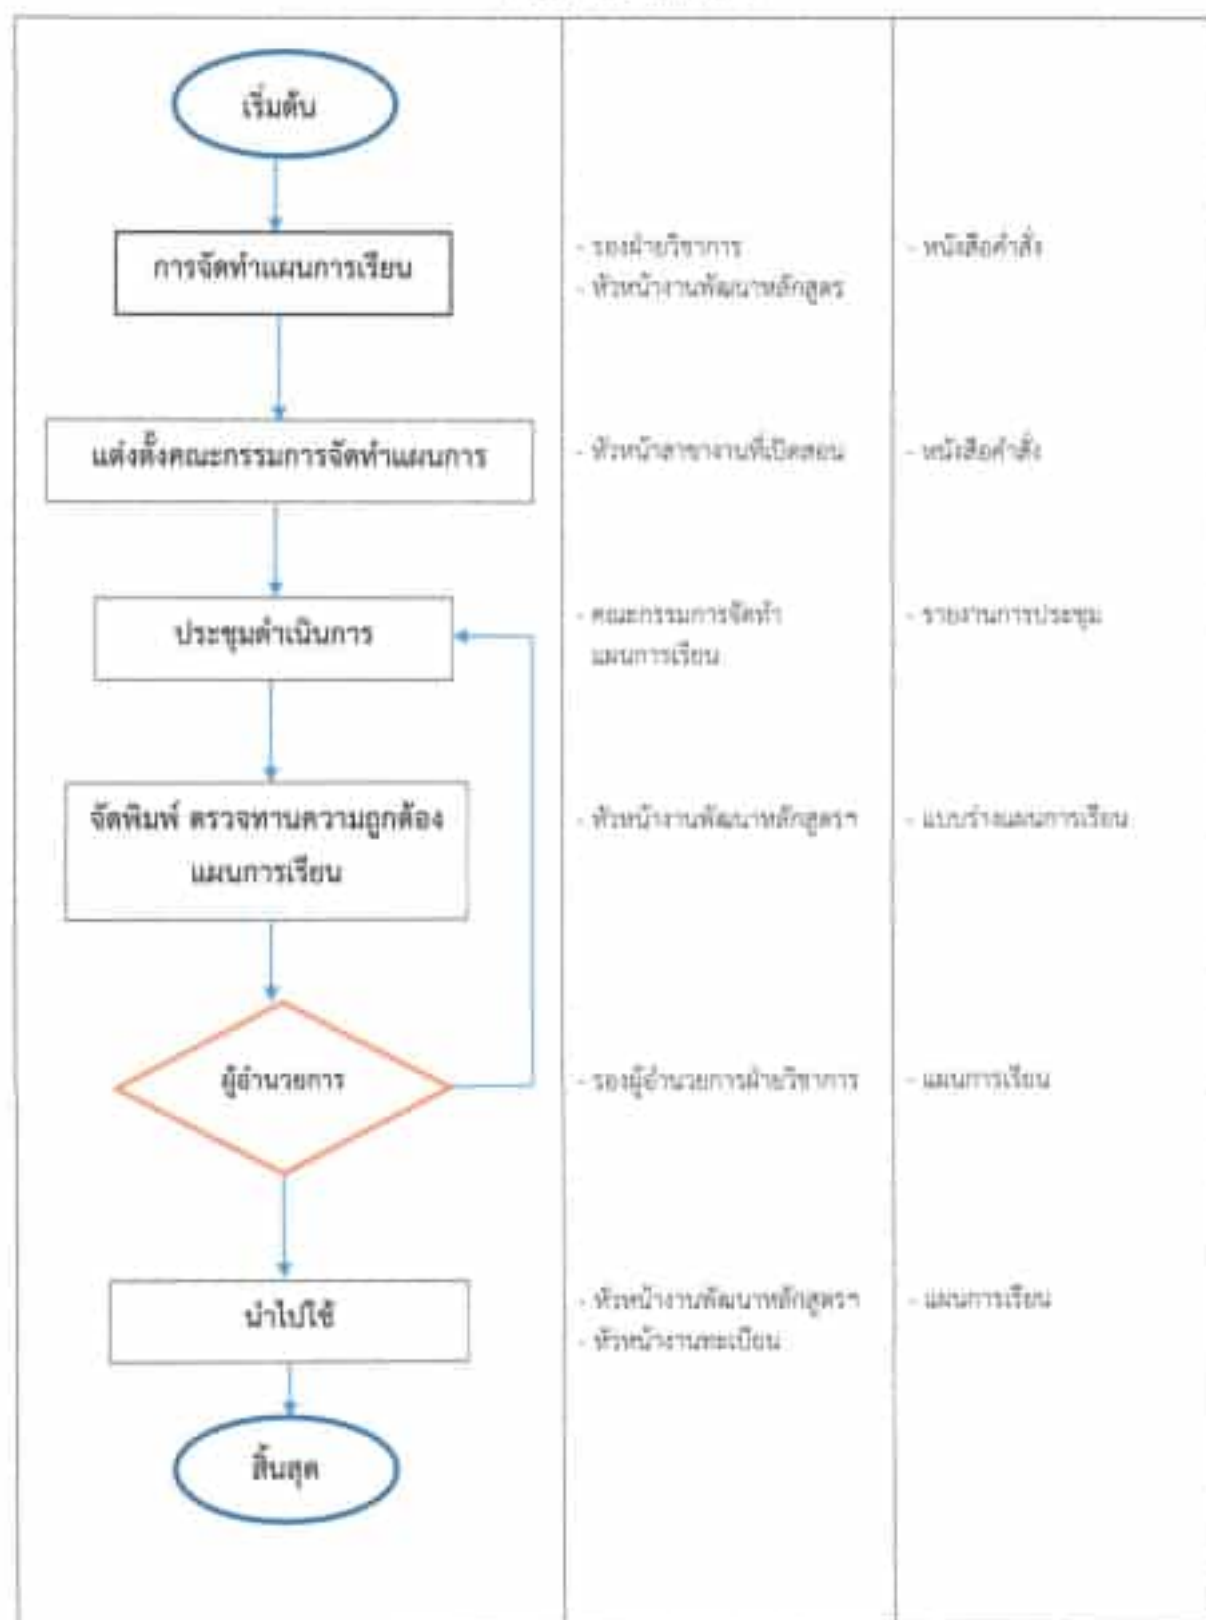 เริ่มต้น
การจัดทำแผนการเรียน
- รองฝ่ายวิชาการ
- หัวหน้างานพัฒนาหลักสูตร
- หนังสือคำสั่ง
แต่งตั้งคณะกรรมการจัดทำแผนการ
- หัวหน้าสาขางานที่เปิดสอน
- หนังสือคำสั่ง
ประชุมดำเนินการ
- คณะกรรมการจัดทำ
แผนการเรียน
- รายงานการประชุม
จัดพิมพ์ ตรวจทานความถูกต้อง
แผนการเรียน
- หัวหน้างานพัฒนาหลักสูตรฯ
- แบบร่างแผนการเรียน
ผู้อำนวยการ
- รองผู้อำนวยการฝ่ายวิชาการ
- แผนการเรียน
นำไปใช้
- หัวหน้างานพัฒนาหลักสูตรฯ
- หัวหน้างานทะเบียน
- แผนการเรียน
สิ้นสุด